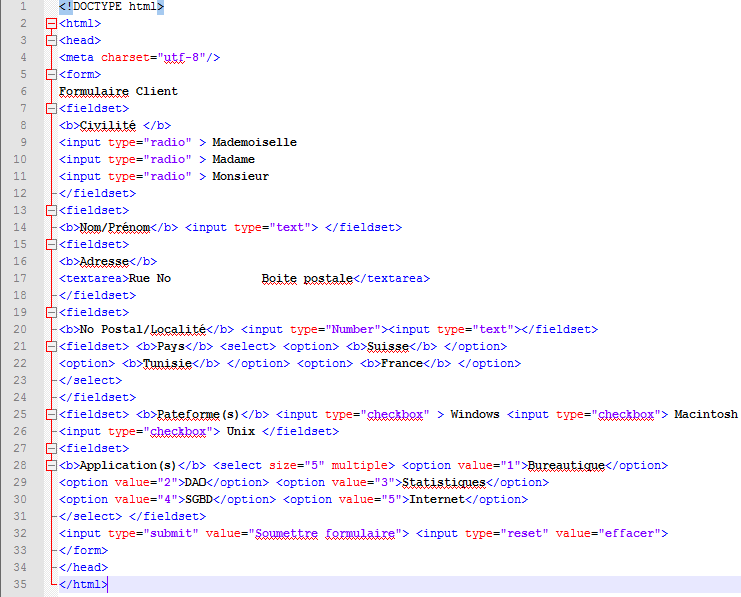 1 <!DOCTYPE html>
2 <html>
3 <head>
4 <meta charset="utf-8"/>
5 <form>
6 Formulaire Client
7 <fieldset>
8 <b>Civilité </b>
9 <input type="radio" > Mademoiselle
10 <input type="radio" > Madame
11 <input type="radio" > Monsieur
12 </fieldset>
13 <fieldset>
14 <b>Nom/Prénom</b> <input type="text"> </fieldset>
15 <fieldset>
16 <b>Adresse</b>
17 <textarea>Rue No             Boite postale</textarea>
18 </fieldset>
19 <fieldset>
20 <b>No Postal/Localité</b> <input type="Number"><input type="text"></fieldset>
21 <fieldset> <b>Pays</b> <select> <option> <b>Suisse</b> </option>
22 <option> <b>Tunisie</b> </option> <option> <b>France</b> </option>
23 </select>
24 </fieldset>
25 <fieldset> <b>Pateforme(s)</b> <input type="checkbox" > Windows <input type="checkbox"> Macintosh
26 <input type="checkbox"> Unix </fieldset>
27 <fieldset>
28 <b>Application(s)</b> <select size="5" multiple> <option value="1">Bureautique</option>
29 <option value="2">DAO</option> <option value="3">Statistiques</option>
30 <option value="4">SGBD</option> <option value="5">Internet</option>
31 </select> </fieldset>
32 <input type="submit" value="Soumettre formulaire"> <input type="reset" value="effacer">
33 </form>
34 </head>
35 </html>